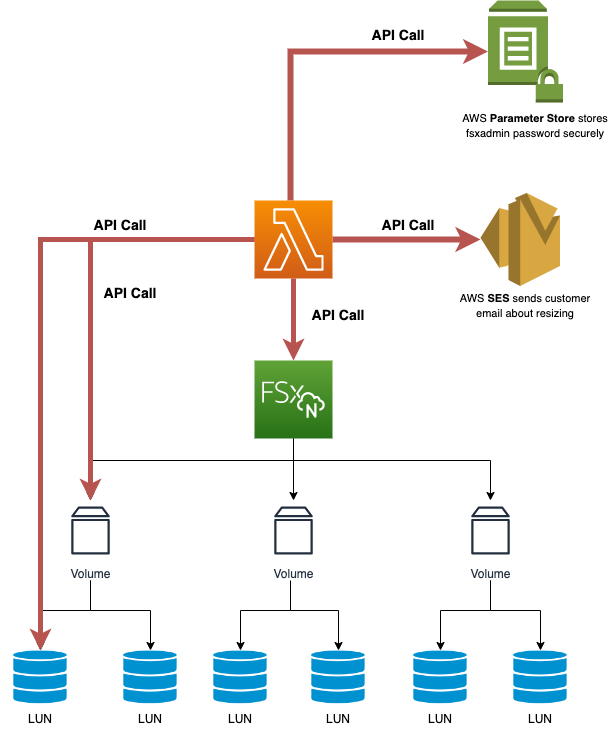 API Call
AWS Parameter Store stores
fsxadmin password securely
API Call
API Call
AWS SES sends customer
email about resizing
API Call
API Call
FSx
N
Volume
Volume
Volume
LUN
LUN
LUN
LUN
LUN
LUN